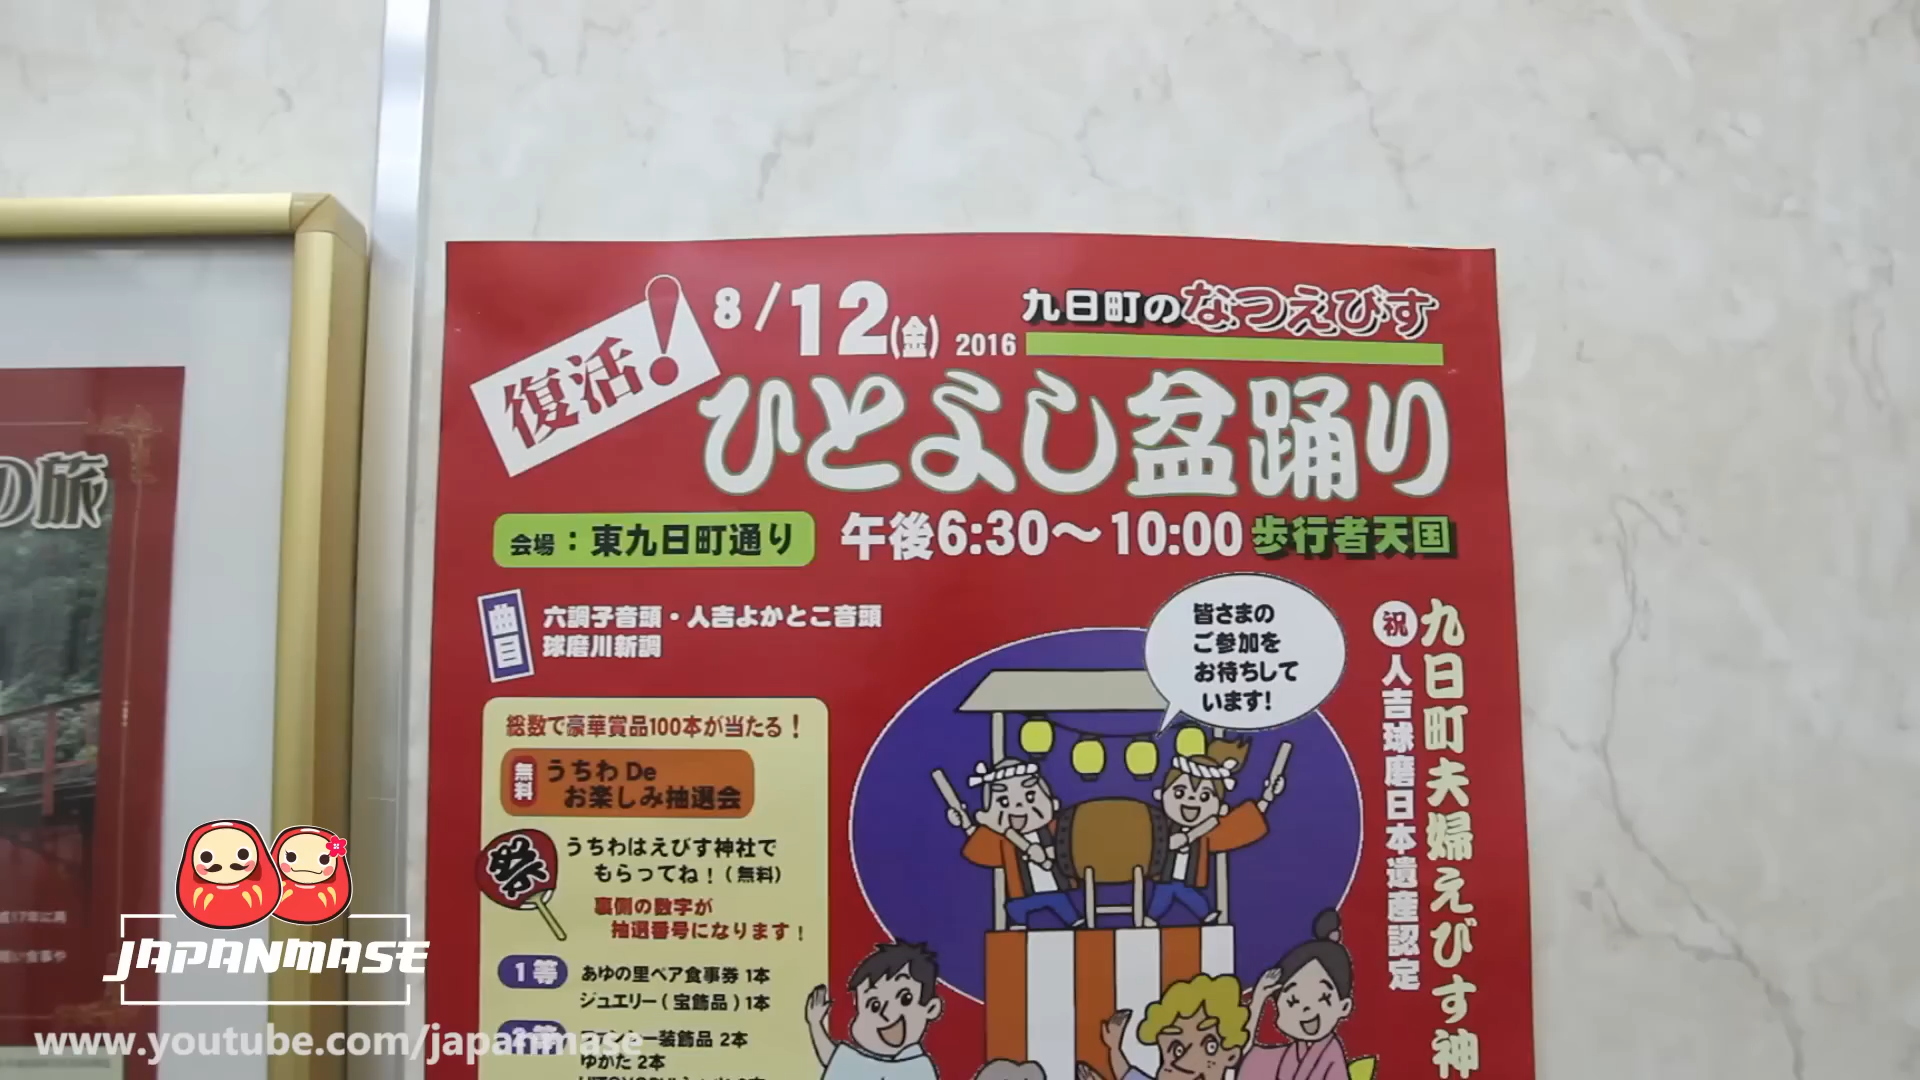 復活!
8/12(金) 2016
九日町のなつえびす
ひとよし盆踊り
会場：東九日町通り
午後6:30～10:00 歩行者天国
曲目
六調子音頭・人吉よかとこ音頭
球磨川新調
皆さまの
ご参加を
お待ちして
います!
祝
九日町夫婦えびす神
人吉球磨日本遺産認定
総数で豪華賞品100本が当たる！
無料
うちわ De
お楽しみ抽選会
祭
うちわはえびす神社で
もらってね！(無料)
裏側の数字が
抽選番号になります！
1等
あゆの里ペア食事券 1本
ジュエリー(宝飾品)1本
2等
装飾品 2本
ゆかた 2本
の旅
JAPANMASE
www.youtube.com/japanmase